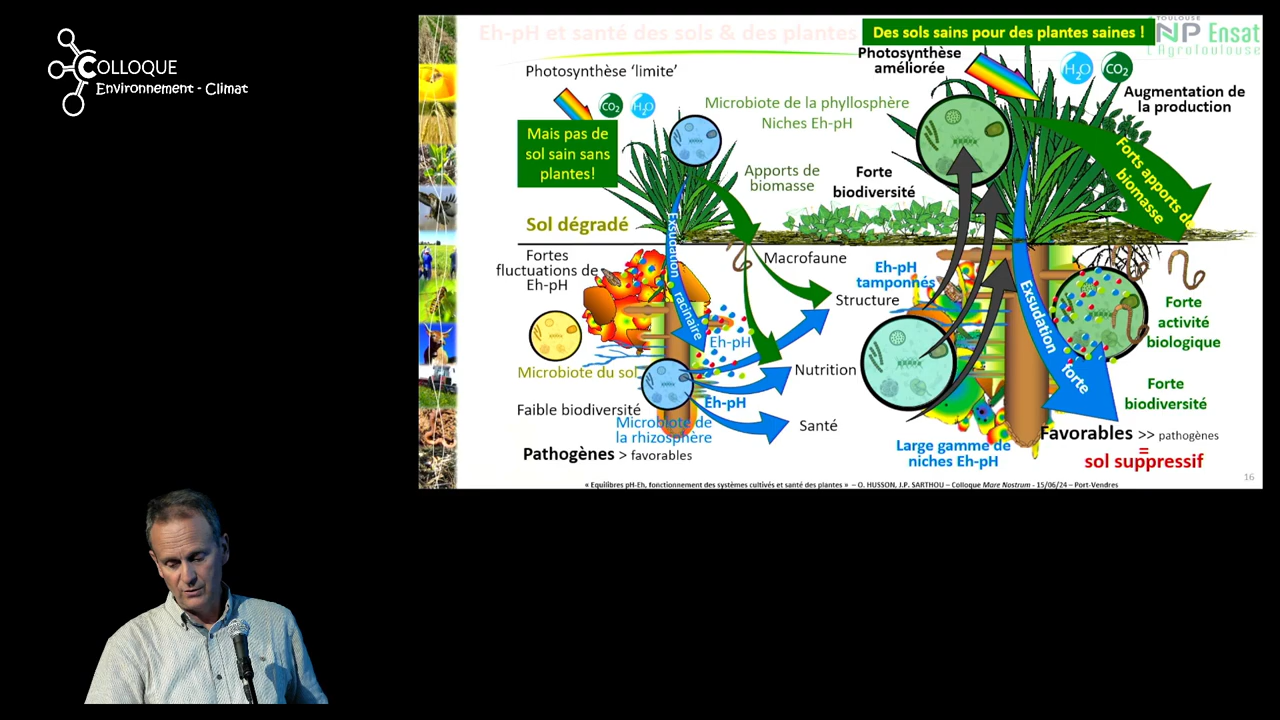 COLLOQUE
Environnement - Climat
Eh-pH et santé des sols & des plantes
Des sols sains pour des plantes saines !
TOULOUSE
INP Ensat
L'AgroToulouse
Photosynthèse 'limite'
CO2
H2O
Mais pas de
sol sain sans
plantes!
Microbiote de la phyllosphère
Niches Eh-pH
Photosynthèse
améliorée
H2O
CO2
Augmentation de
la production
Apports de
biomasse
Forte
biodiversité
Forts apports de
biomasse
Sol dégradé
Fortes
fluctuations de
Eh-pH
Exsudation racinaire
Macrofaune
Structure
Eh-pH
tamponnés
Eh-pH
Nutrition
Microbiote du sol
Eh-pH
Faible biodiversité
Microbiote de
la rhizosphère
Santé
Pathogènes > favorables
Exsudation forte
Forte
activité
biologique
Forte
biodiversité
Large gamme de
niches Eh-pH
Favorables >> pathogènes
=
sol suppressif
« Equilibres pH-Eh, fonctionnement des systèmes cultivés et santé des plantes » – O. HUSSON, J.P. SARTHOU – Colloque Mare Nostrum - 15/06/24 – Port-Vendres
16